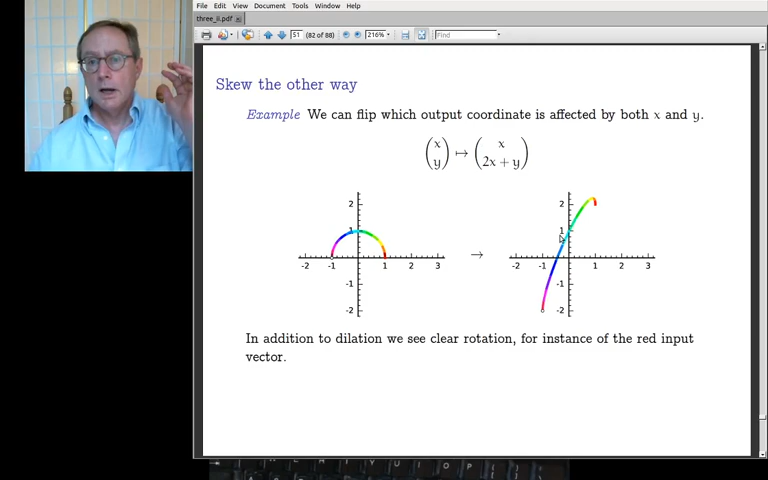 File Edit View Document Tools Window Help
three_ii.pdf
51 (82 of 88) 216% Find
Skew the other way
Example We can flip which output coordinate is affected by both x and y.
(x y) ↦ (x 2x + y)
2 1 -2 -1 1 2 3 -1 -2
→
2 1 -2 -1 1 2 3 -1 -2
In addition to dilation we see clear rotation, for instance of the red input
vector.
T Y U I O P